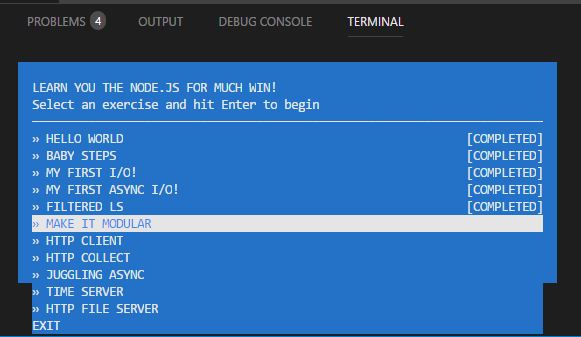 PROBLEMS 4 OUTPUT DEBUG CONSOLE TERMINAL
LEARN YOU THE NODE.JS FOR MUCH WIN!
Select an exercise and hit Enter to begin
» HELLO WORLD [COMPLETED]
» BABY STEPS [COMPLETED]
» MY FIRST I/O! [COMPLETED]
» MY FIRST ASYNC I/O! [COMPLETED]
» FILTERED LS [COMPLETED]
» MAKE IT MODULAR
» HTTP CLIENT
» HTTP COLLECT
» JUGGLING ASYNC
» TIME SERVER
» HTTP FILE SERVER
EXIT